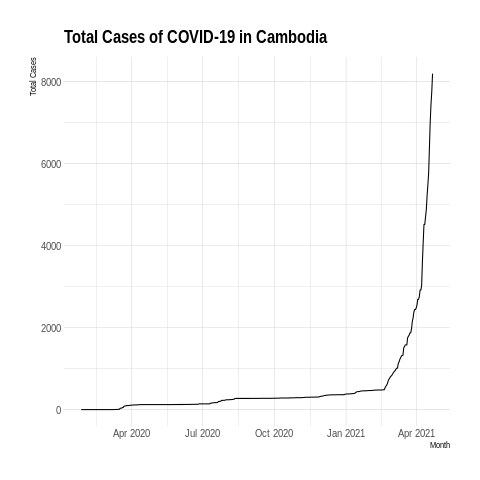 Total Cases of COVID-19 in Cambodia
Total Cases
8000
6000
4000
2000
0
Apr 2020 Jul 2020 Oct 2020 Jan 2021 Apr 2021
Month